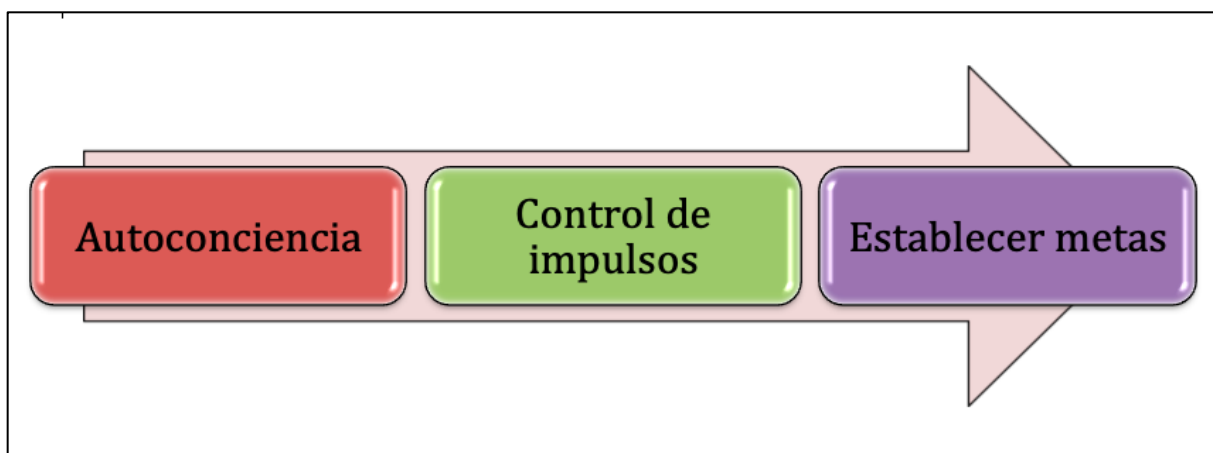 Autoconciencia
Control de
impulsos
Establecer metas